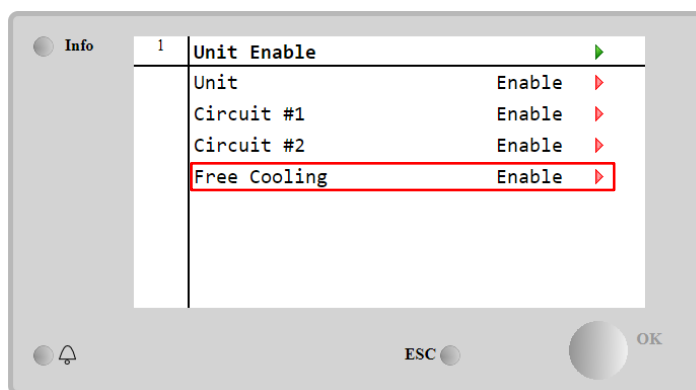 Info
1 Unit Enable
Unit Enable
Circuit #1 Enable
Circuit #2 Enable
Free Cooling Enable
ESC
OK